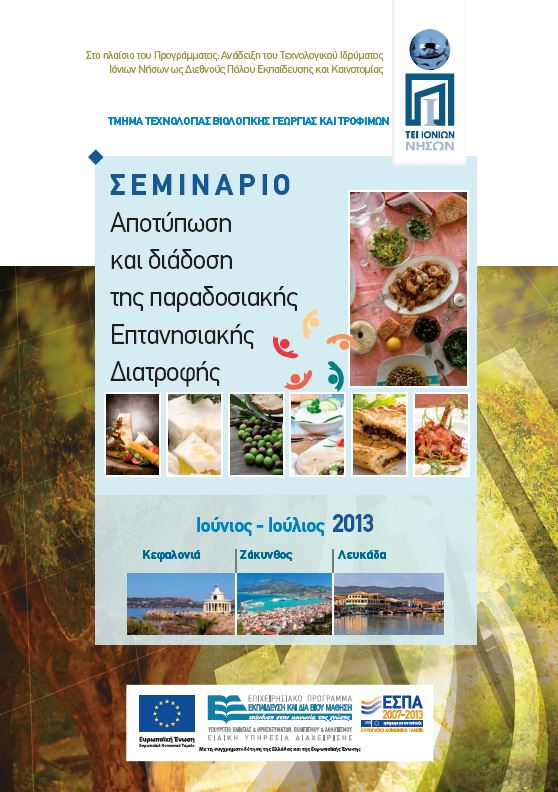 Στο πλαίσιο του Προγράμματος: Ανάδειξη του Τεχνολογικού Ιδρύματος
Ιόνιων Νήσων ως Διεθνούς Πόλου Εκπαίδευσης και Καινοτομίας
ΤΜΗΜΑ ΤΕΧΝΟΛΟΓΙΑΣ ΒΙΟΛΟΓΙΚΗΣ ΓΕΩΡΓΙΑΣ ΚΑΙ ΤΡΟΦΙΜΩΝ
ΤΕΙ ΙΟΝΙΩΝ
ΝΗΣΩΝ
ΣΕΜΙΝΑΡΙΟ
Αποτύπωση
και διάδοση
της παραδοσιακής
Επτανησιακής
Διατροφής
Ιούνιος - Ιούλιος 2013
Κεφαλονιά
Ζάκυνθος
Λευκάδα
Ευρωπαϊκή Ένωση
Ευρωπαϊκό Κοινωνικό Ταμείο
ΕΠΙΧΕΙΡΗΣΙΑΚΟ ΠΡΟΓΡΑΜΜΑ
ΕΚΠΑΙΔΕΥΣΗ ΚΑΙ ΔΙΑ ΒΙΟΥ ΜΑΘΗΣΗ
επένδυση στην κοινωνία της γνώσης
ΥΠΟΥΡΓΕΙΟ ΠΑΙΔΕΙΑΣ & ΘΡΗΣΚΕΥΜΑΤΩΝ, ΠΟΛΙΤΙΣΜΟΥ & ΑΘΛΗΤΙΣΜΟΥ
ΕΙΔΙΚΗ ΥΠΗΡΕΣΙΑ ΔΙΑΧΕΙΡΙΣΗΣ
Με τη συγχρηματοδότηση της Ελλάδας και της Ευρωπαϊκής Ένωσης
ΕΣΠΑ
2007-2013
ΕΥΡΩΠΑΪΚΟ ΚΟΙΝΩΝΙΚΟ ΤΑΜΕΙΟ